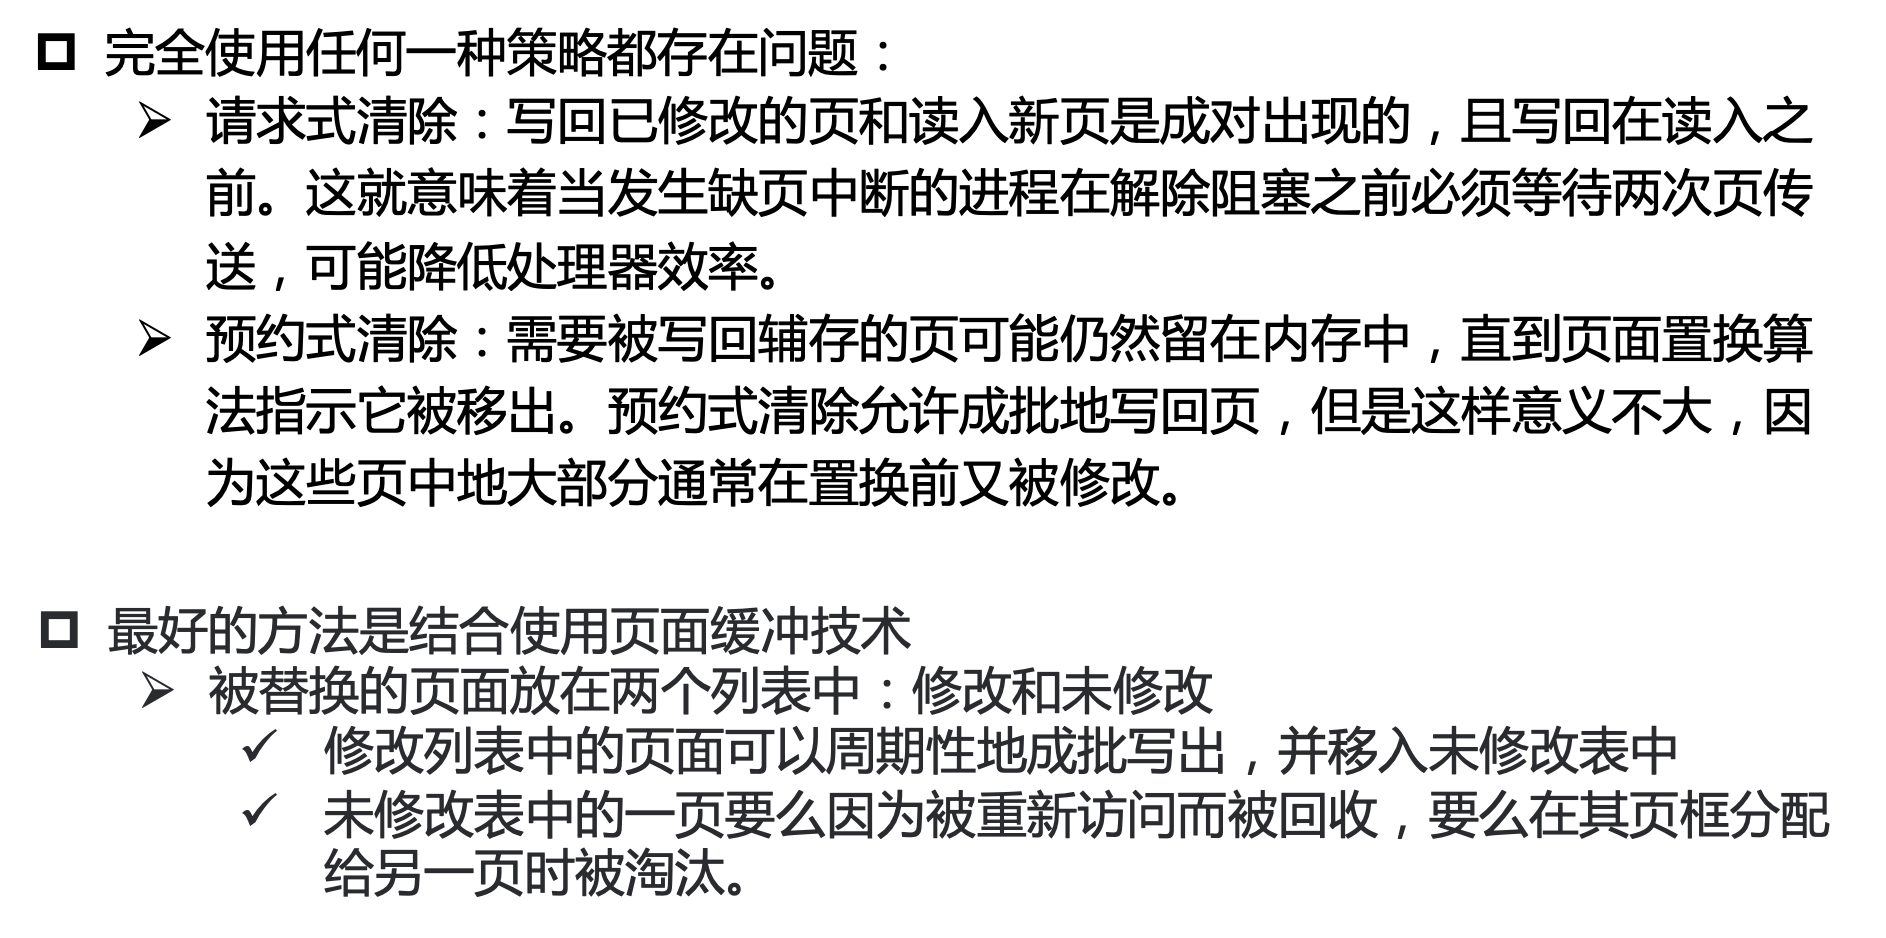 完全使用任何一种策略都存在问题：
请求式清除：写回已修改的页和读入新页是成对出现的，且写回在读入之
前。这就意味着当发生缺页中断的进程在解除阻塞之前必须等待两次页传
送，可能降低处理器效率。
预约式清除：需要被写回辅存的页可能仍然留在内存中，直到页面置换算
法指示它被移出。预约式清除允许成批地写回页，但是这样意义不大，因
为这些页中地大部分通常在置换前又被修改。
最好的方法是结合使用页面缓冲技术
被替换的页面放在两个列表中：修改和未修改
修改列表中的页面可以周期性地成批写出，并移入未修改表中
未修改表中的一页要么因为被重新访问而被回收，要么在其页框分配
给另一页时被淘汰。